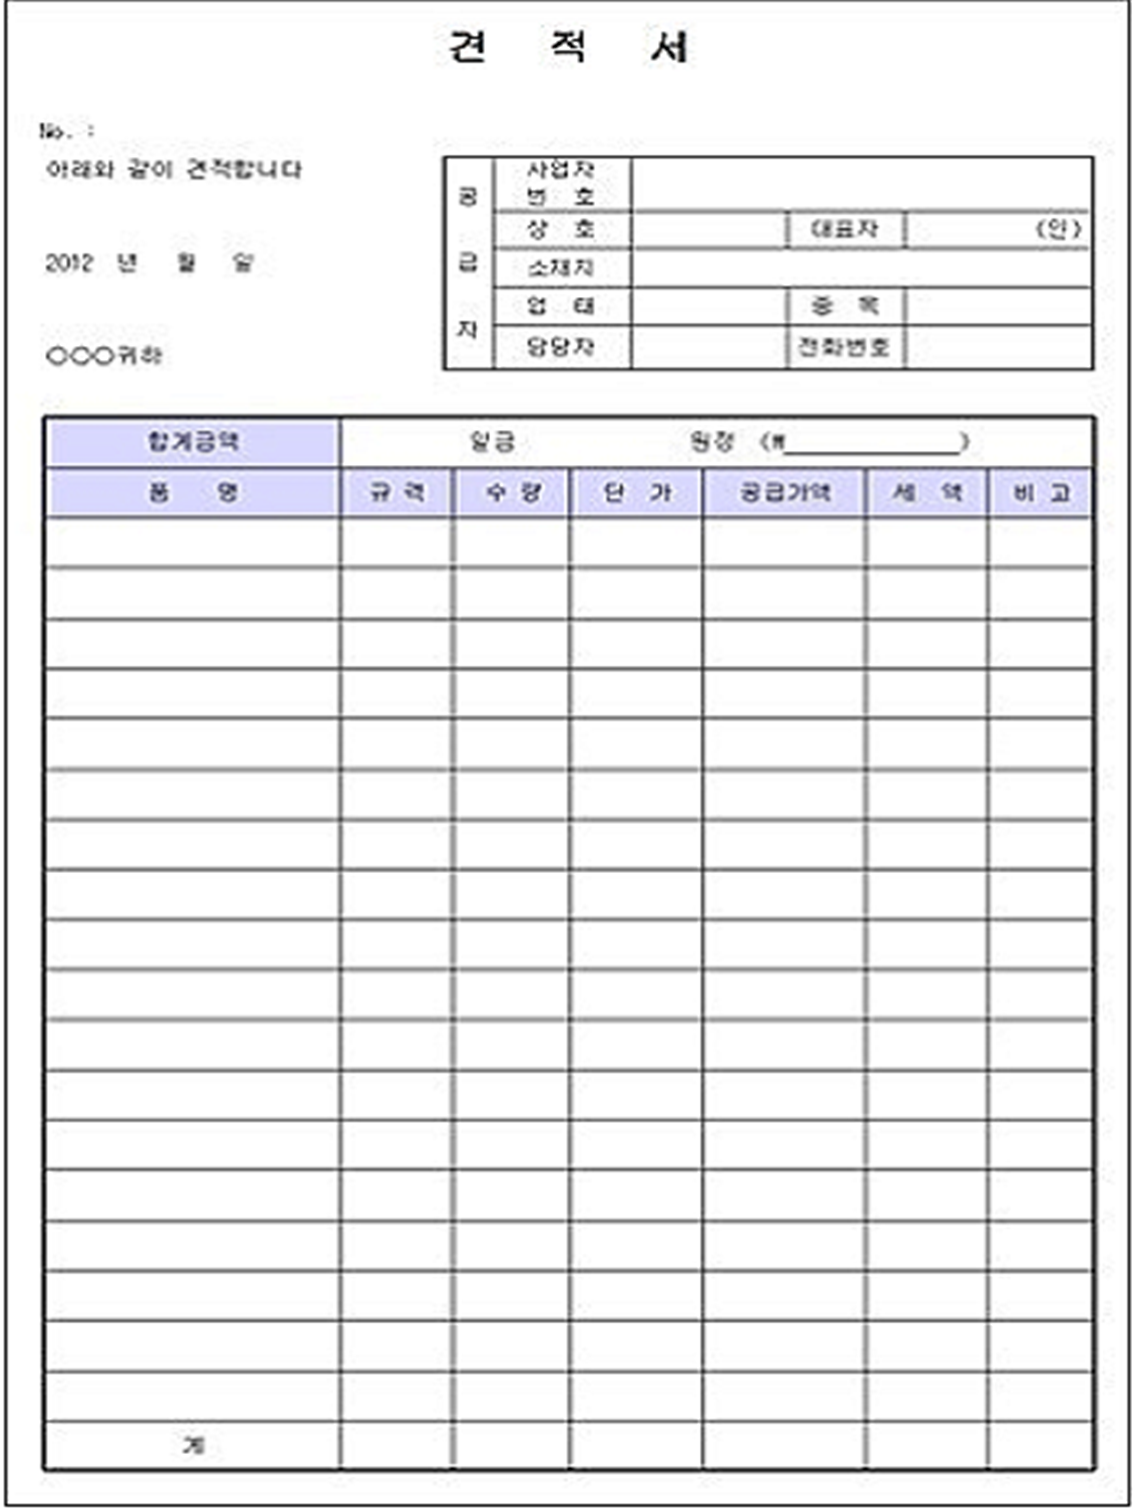 견 적 서
No. :
아래와 같이 견적합니다
2012 년 월 일
○○○귀하
공 급 자
사업자 번 호
상 호 대표자 (인)
소재지
업 태 종 목
담당자 전화번호
합계금액 일금 원정 (₩__________)
품 명 규 격 수 량 단 가 공급가액 세 액 비 고
계